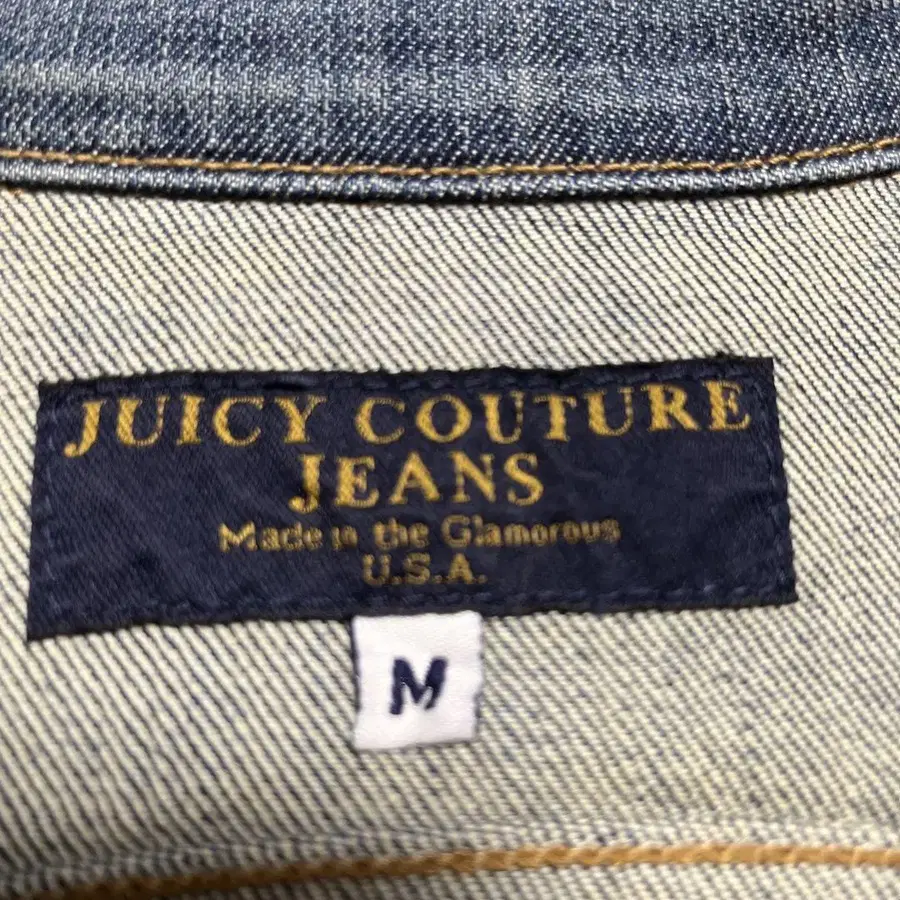 JUICY COUTURE
JEANS
Made in the Glamorous
U.S.A.
M